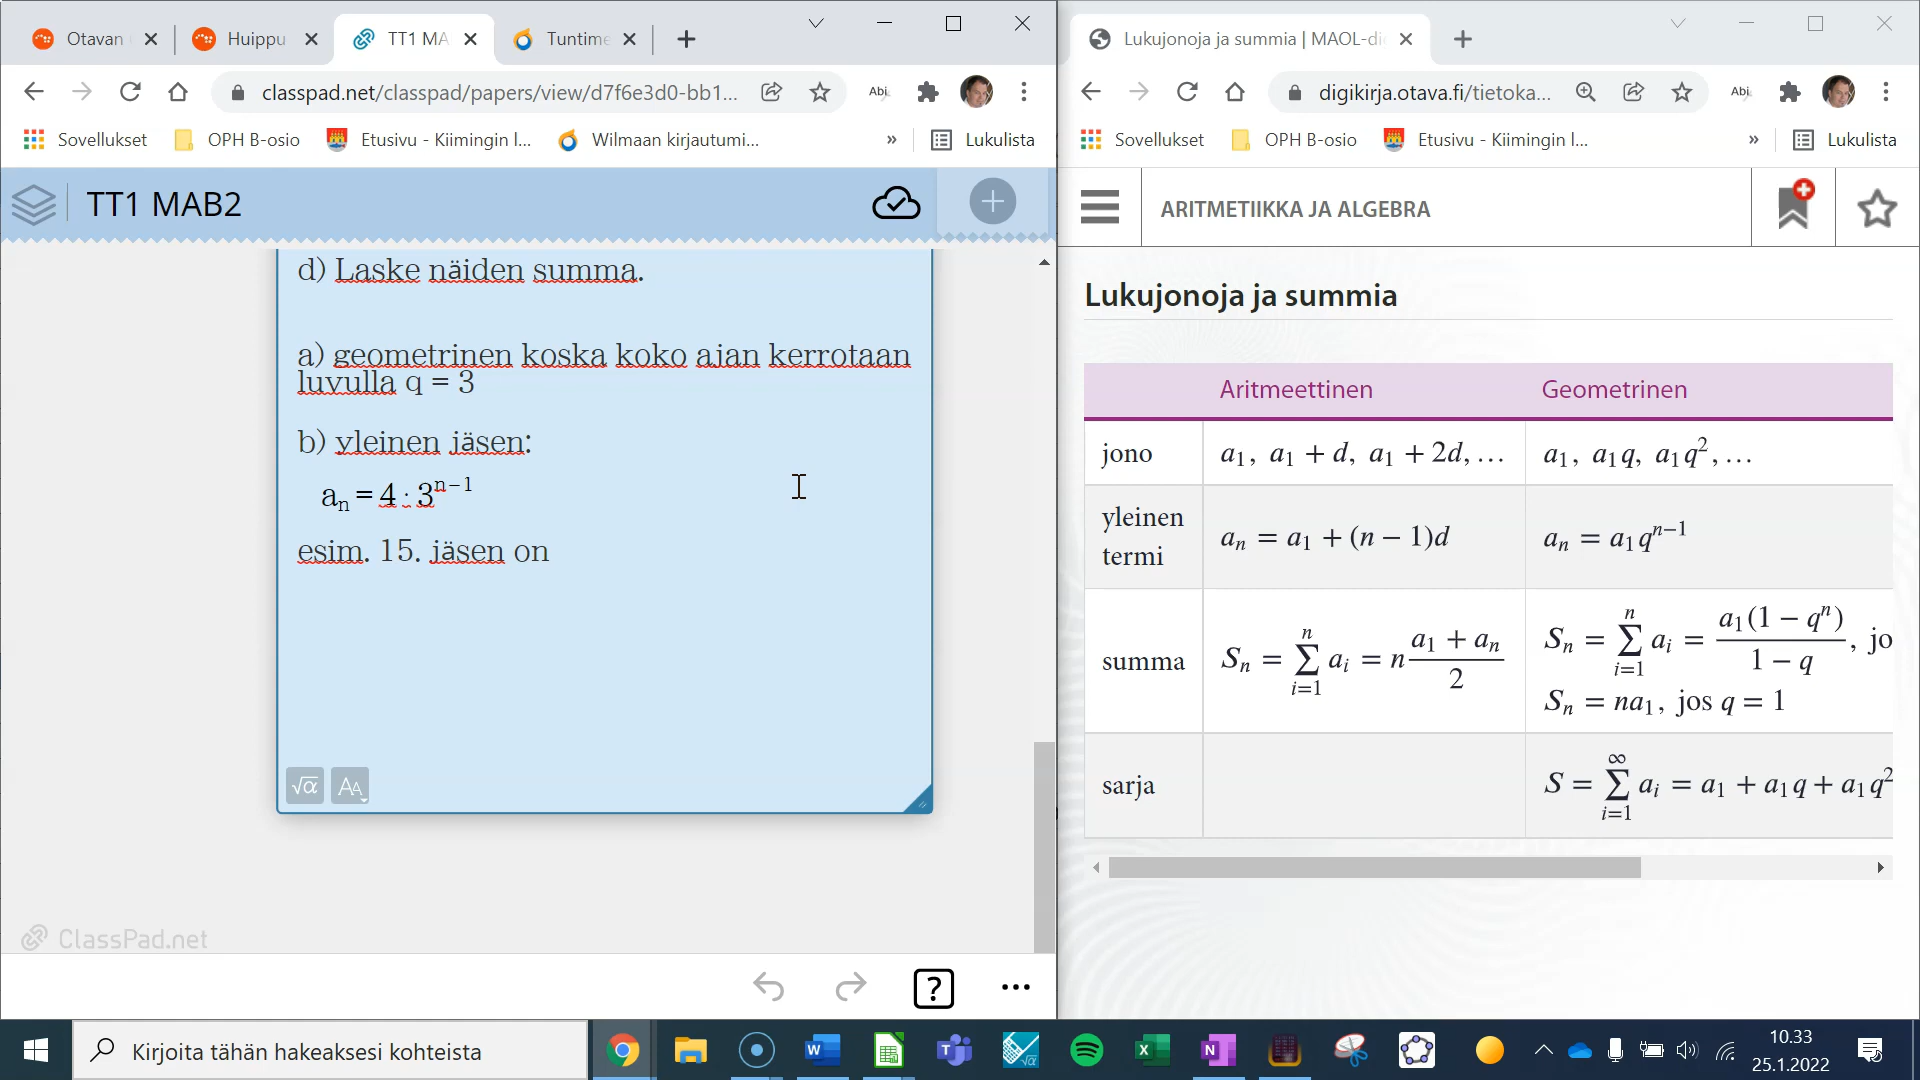 Otavan
Huippu
TT1 MA
Tuntime
classpad.net/classpad/papers/view/d7f6e3d0-bb1...
Abi
Sovellukset
OPH B-osio
Etusivu - Kiimingin l...
Wilmaan kirjautumi...
»
Lukulista
TT1 MAB2
d) Laske näiden summa.
a) geometrinen koska koko ajan kerrotaan
luvulla q = 3
b) yleinen jäsen:
aₙ = 4 · 3ⁿ⁻¹
esim. 15. jäsen on
√α
AA
ClassPad.net
?
...
Lukujonoja ja summia | MAOL-di
digikirja.otava.fi/tietoka...
Abi
Sovellukset
OPH B-osio
Etusivu - Kiimingin l...
»
Lukulista
ARITMETIIKKA JA ALGEBRA
Lukujonoja ja summia
Aritmeettinen Geometrinen
jono a₁, a₁ + d, a₁ + 2d, … a₁, a₁q, a₁q², …
yleinen
termi aₙ = a₁ + (n − 1)d aₙ = a₁qⁿ⁻¹
summa Sₙ = ∑ᵢ₌₁ⁿ aᵢ = n (a₁ + aₙ)/2 Sₙ = ∑ᵢ₌₁ⁿ aᵢ = a₁(1 − qⁿ)/(1 − q), jo
Sₙ = na₁, jos q = 1
sarja S = ∑ᵢ₌₁^∞ aᵢ = a₁ + a₁q + a₁q²
Kirjoita tähän hakeaksesi kohteista
10.33
25.1.2022